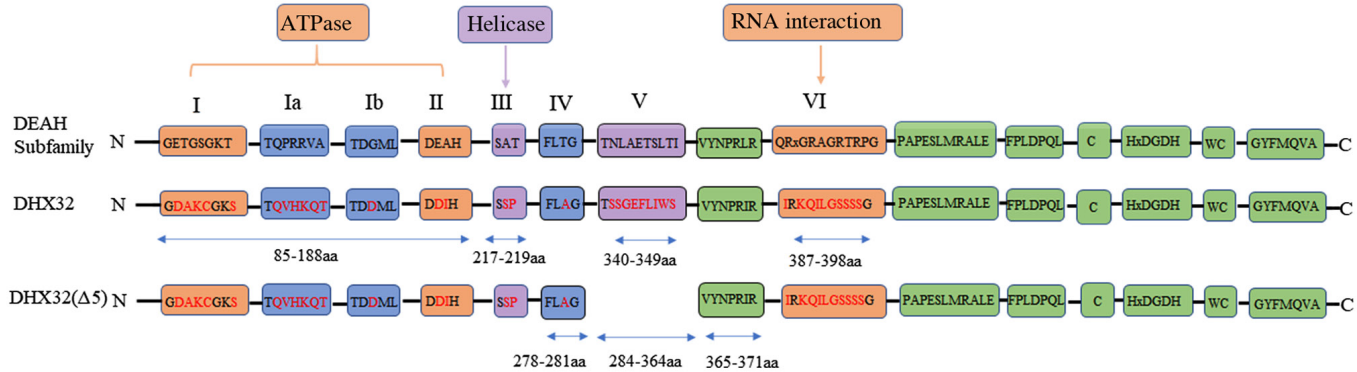 ATPase Helicase RNA interaction
I Ia Ib II III IV V VI
DEAH
Subfamily N GETGSGKT TQPRRVA TDGML DEAH SAT FLTG TNLAETSLTI VYNPRLR QRxGRAGRTRPG PAPESLMRALE FPLDPQL C HxDGDH WC GYFMQVA C
DHX32 N GDAKCGKS TQVHKQT TDDML DDIH SSP FLAG TSSGEFLIWS VYNPRIR IRKQILGSSSSG PAPESLMRALE FPLDPQL C HxDGDH WC GYFMQVA C
85-188aa 217-219aa 340-349aa 387-398aa
DHX32(Δ5) N GDAKCGKS TQVHKQT TDDML DDIH SSP FLAG VYNPRIR IRKQILGSSSSG PAPESLMRALE FPLDPQL C HxDGDH WC GYFMQVA C
278-281aa 284-364aa 365-371aa